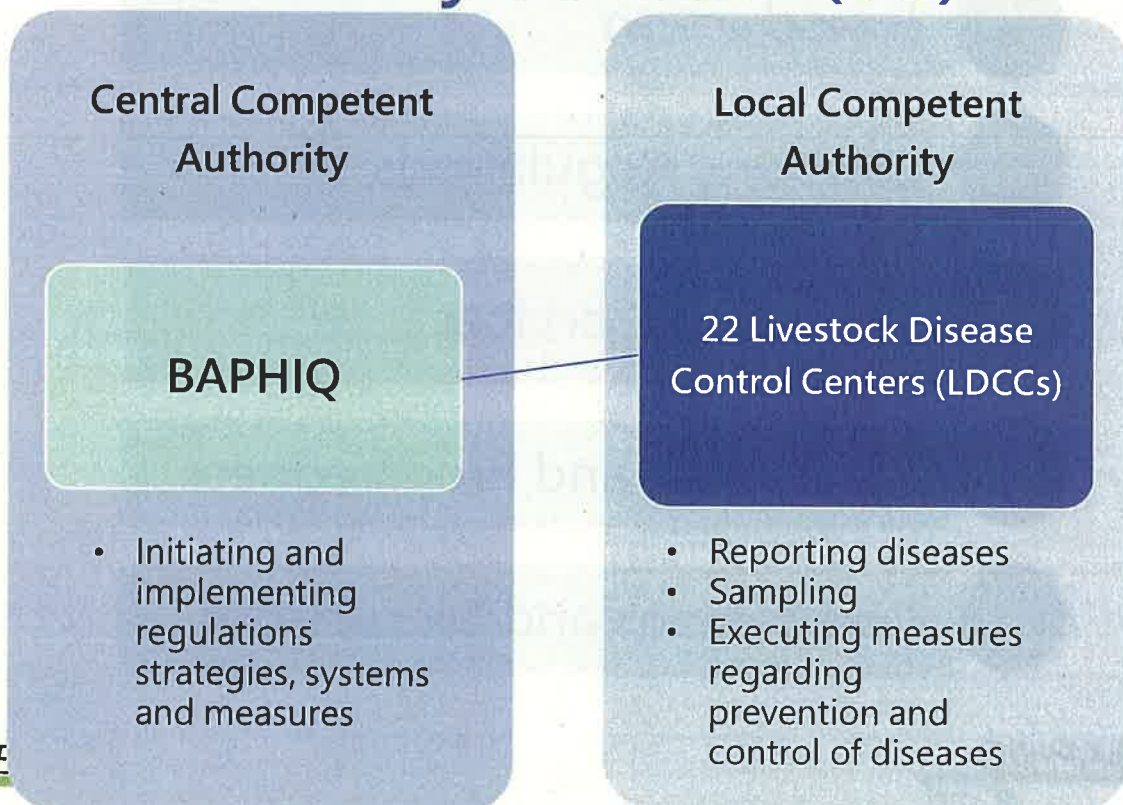 Central Competent
Authority
BAPHIQ
• Initiating and
implementing
regulations
strategies, systems
and measures
Local Competent
Authority
22 Livestock Disease
Control Centers (LDCCs)
• Reporting diseases
• Sampling
• Executing measures
regarding
prevention and
control of diseases